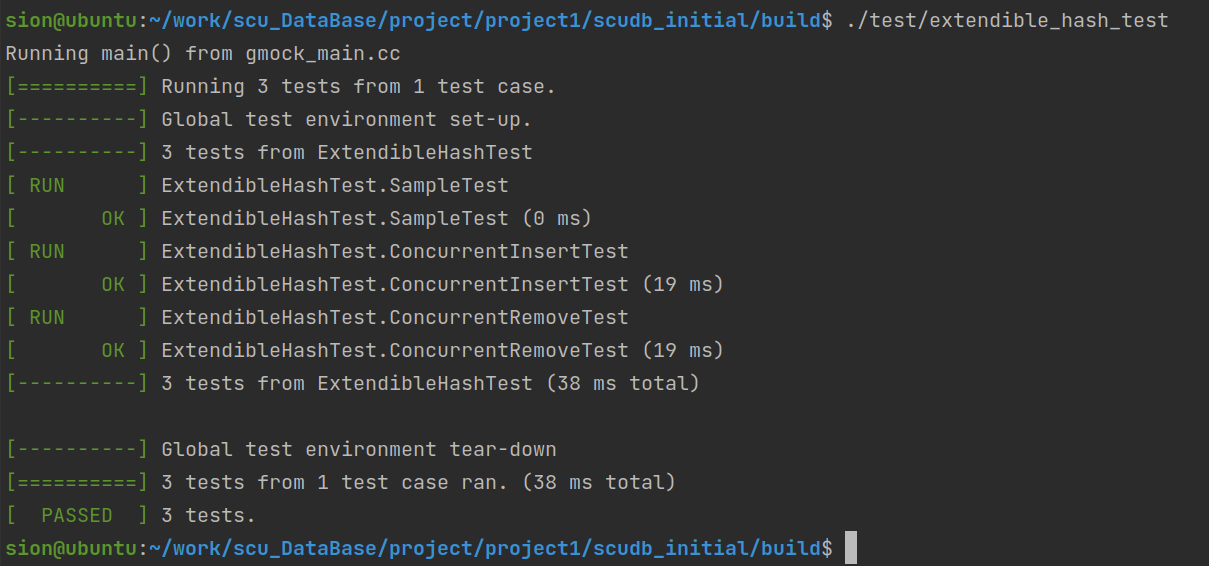 sion@ubuntu:~/work/scu_DataBase/project/project1/scudb_initial/build$ ./test/extendible_hash_test
Running main() from gmock_main.cc
[==========] Running 3 tests from 1 test case.
[----------] Global test environment set-up.
[----------] 3 tests from ExtendibleHashTest
[ RUN      ] ExtendibleHashTest.SampleTest
[       OK ] ExtendibleHashTest.SampleTest (0 ms)
[ RUN      ] ExtendibleHashTest.ConcurrentInsertTest
[       OK ] ExtendibleHashTest.ConcurrentInsertTest (19 ms)
[ RUN      ] ExtendibleHashTest.ConcurrentRemoveTest
[       OK ] ExtendibleHashTest.ConcurrentRemoveTest (19 ms)
[----------] 3 tests from ExtendibleHashTest (38 ms total)
[----------] Global test environment tear-down
[==========] 3 tests from 1 test case ran. (38 ms total)
[  PASSED  ] 3 tests.
sion@ubuntu:~/work/scu_DataBase/project/project1/scudb_initial/build$